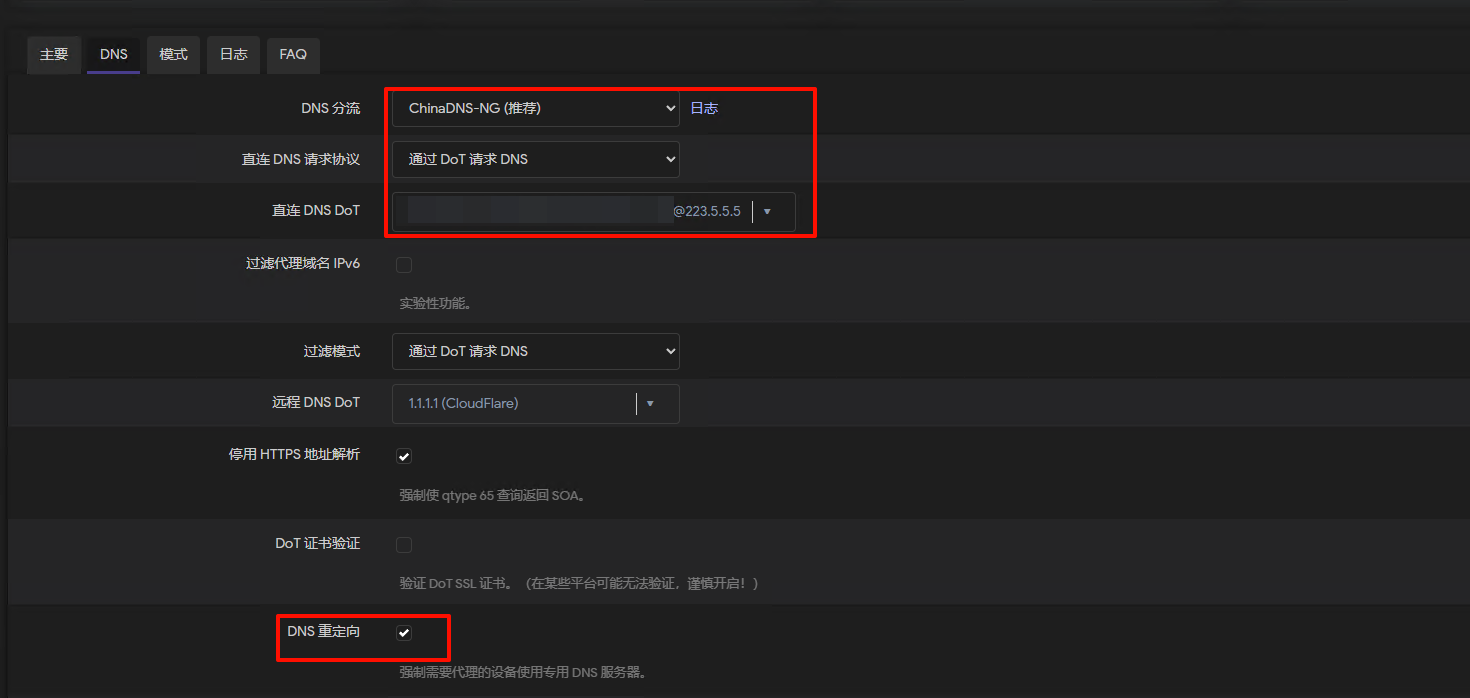 主要 DNS 模式 日志 FAQ
DNS 分流 ChinaDNS-NG (推荐) 日志
直连 DNS 请求协议 通过 DoT 请求 DNS
直连 DNS DoT @223.5.5.5
过滤代理域名 IPv6
实验性功能。
过滤模式 通过 DoT 请求 DNS
远程 DNS DoT 1.1.1.1 (CloudFlare)
停用 HTTPS 地址解析
强制使 qtype 65 查询返回 SOA。
DoT 证书验证
验证 DoT SSL 证书。（在某些平台可能无法验证，谨慎开启！）
DNS 重定向
强制需要代理的设备使用专用 DNS 服务器。